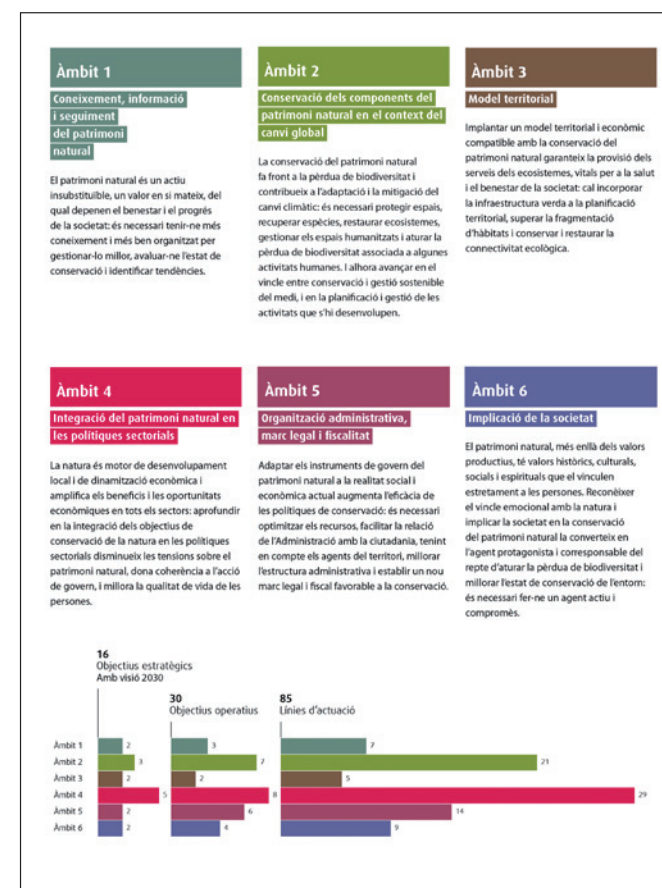 Àmbit 1
Coneixement, informació
i seguiment
del patrimoni
natural
El patrimoni natural és un actiu
insubstituïble, un valor en si mateix, del
qual depenen el benestar i el progrés
de la societat: és necessari tenir-ne més
coneixement i més ben organitzat per
gestionar-lo millor, avaluar-ne l'estat de
conservació i identificar tendències.
Àmbit 2
Conservació dels components del
patrimoni natural en el context del
canvi global
La conservació del patrimoni natural
fa front a la pèrdua de biodiversitat i
contribueix a l'adaptació i la mitigació del
canvi climàtic: és necessari protegir espais,
recuperar espècies, restaurar ecosistemes,
gestionar els espais humanitzats i aturar la
pèrdua de biodiversitat associada a algunes
activitats humanes. I alhora avançar en el
vincle entre conservació i gestió sostenible
del medi, i en la planificació i gestió de les
activitats que s'hi desenvolupen.
Àmbit 3
Model territorial
Implantar un model territorial i econòmic
compatible amb la conservació del
patrimoni natural garanteix la provisió dels
serveis dels ecosistemes, vitals per a la salut
i el benestar de la societat: cal incorporar
la infraestructura verda a la planificació
territorial, superar la fragmentació
d'hàbitats i conservar i restaurar la
connectivitat ecològica.
Àmbit 4
Integració del patrimoni natural en
les polítiques sectorials
La natura és motor de desenvolupament
local i de dinamització econòmica i
amplifica els beneficis i les oportunitats
econòmiques en tots els sectors: aprofundir
en la integració dels objectius de
conservació de la natura en les polítiques
sectorials disminueix les tensions sobre el
patrimoni natural, dona coherència a l'acció
de govern, i millora la qualitat de vida de les
persones.
Àmbit 5
Organització administrativa,
marc legal i fiscalitat
Adaptar els instruments de govern del
patrimoni natural a la realitat social i
econòmica actual augmenta l'eficàcia de
les polítiques de conservació: és necessari
optimitzar els recursos, facilitar la relació
de l'Administració amb la ciutadania, tenint
en compte els agents del territori, millorar
l'estructura administrativa i establir un nou
marc legal i fiscal favorable a la conservació.
Àmbit 6
Implicació de la societat
El patrimoni natural, més enllà dels valors
productius, té valors històrics, culturals,
socials i espirituals que el vinculen
estretament a les persones. Reconèixer
el vincle emocional amb la natura i
implicar la societat en la conservació
del patrimoni natural la converteix en
l'agent protagonista i corresponsable del
repte d'aturar la pèrdua de biodiversitat i
millorar l'estat de conservació de l'entorn:
és necessari fer-ne un agent actiu i
compromès.
16
Objectius estratègics
Amb visió 2030
30
Objectius operatius
85
Línies d'actuació
Àmbit 1 2 3 7
Àmbit 2 3 7 21
Àmbit 3 2 2 5
Àmbit 4 5 8 29
Àmbit 5 2 6 14
Àmbit 6 2 4 9